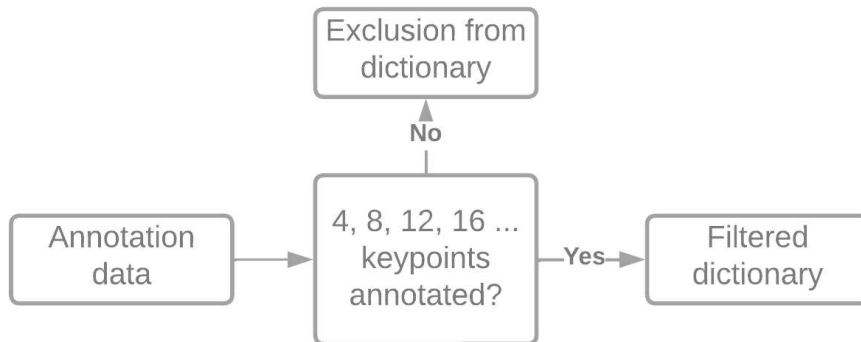 Exclusion from
dictionary
No
Annotation
data
4, 8, 12, 16 ...
keypoints
annotated?
Yes
Filtered
dictionary